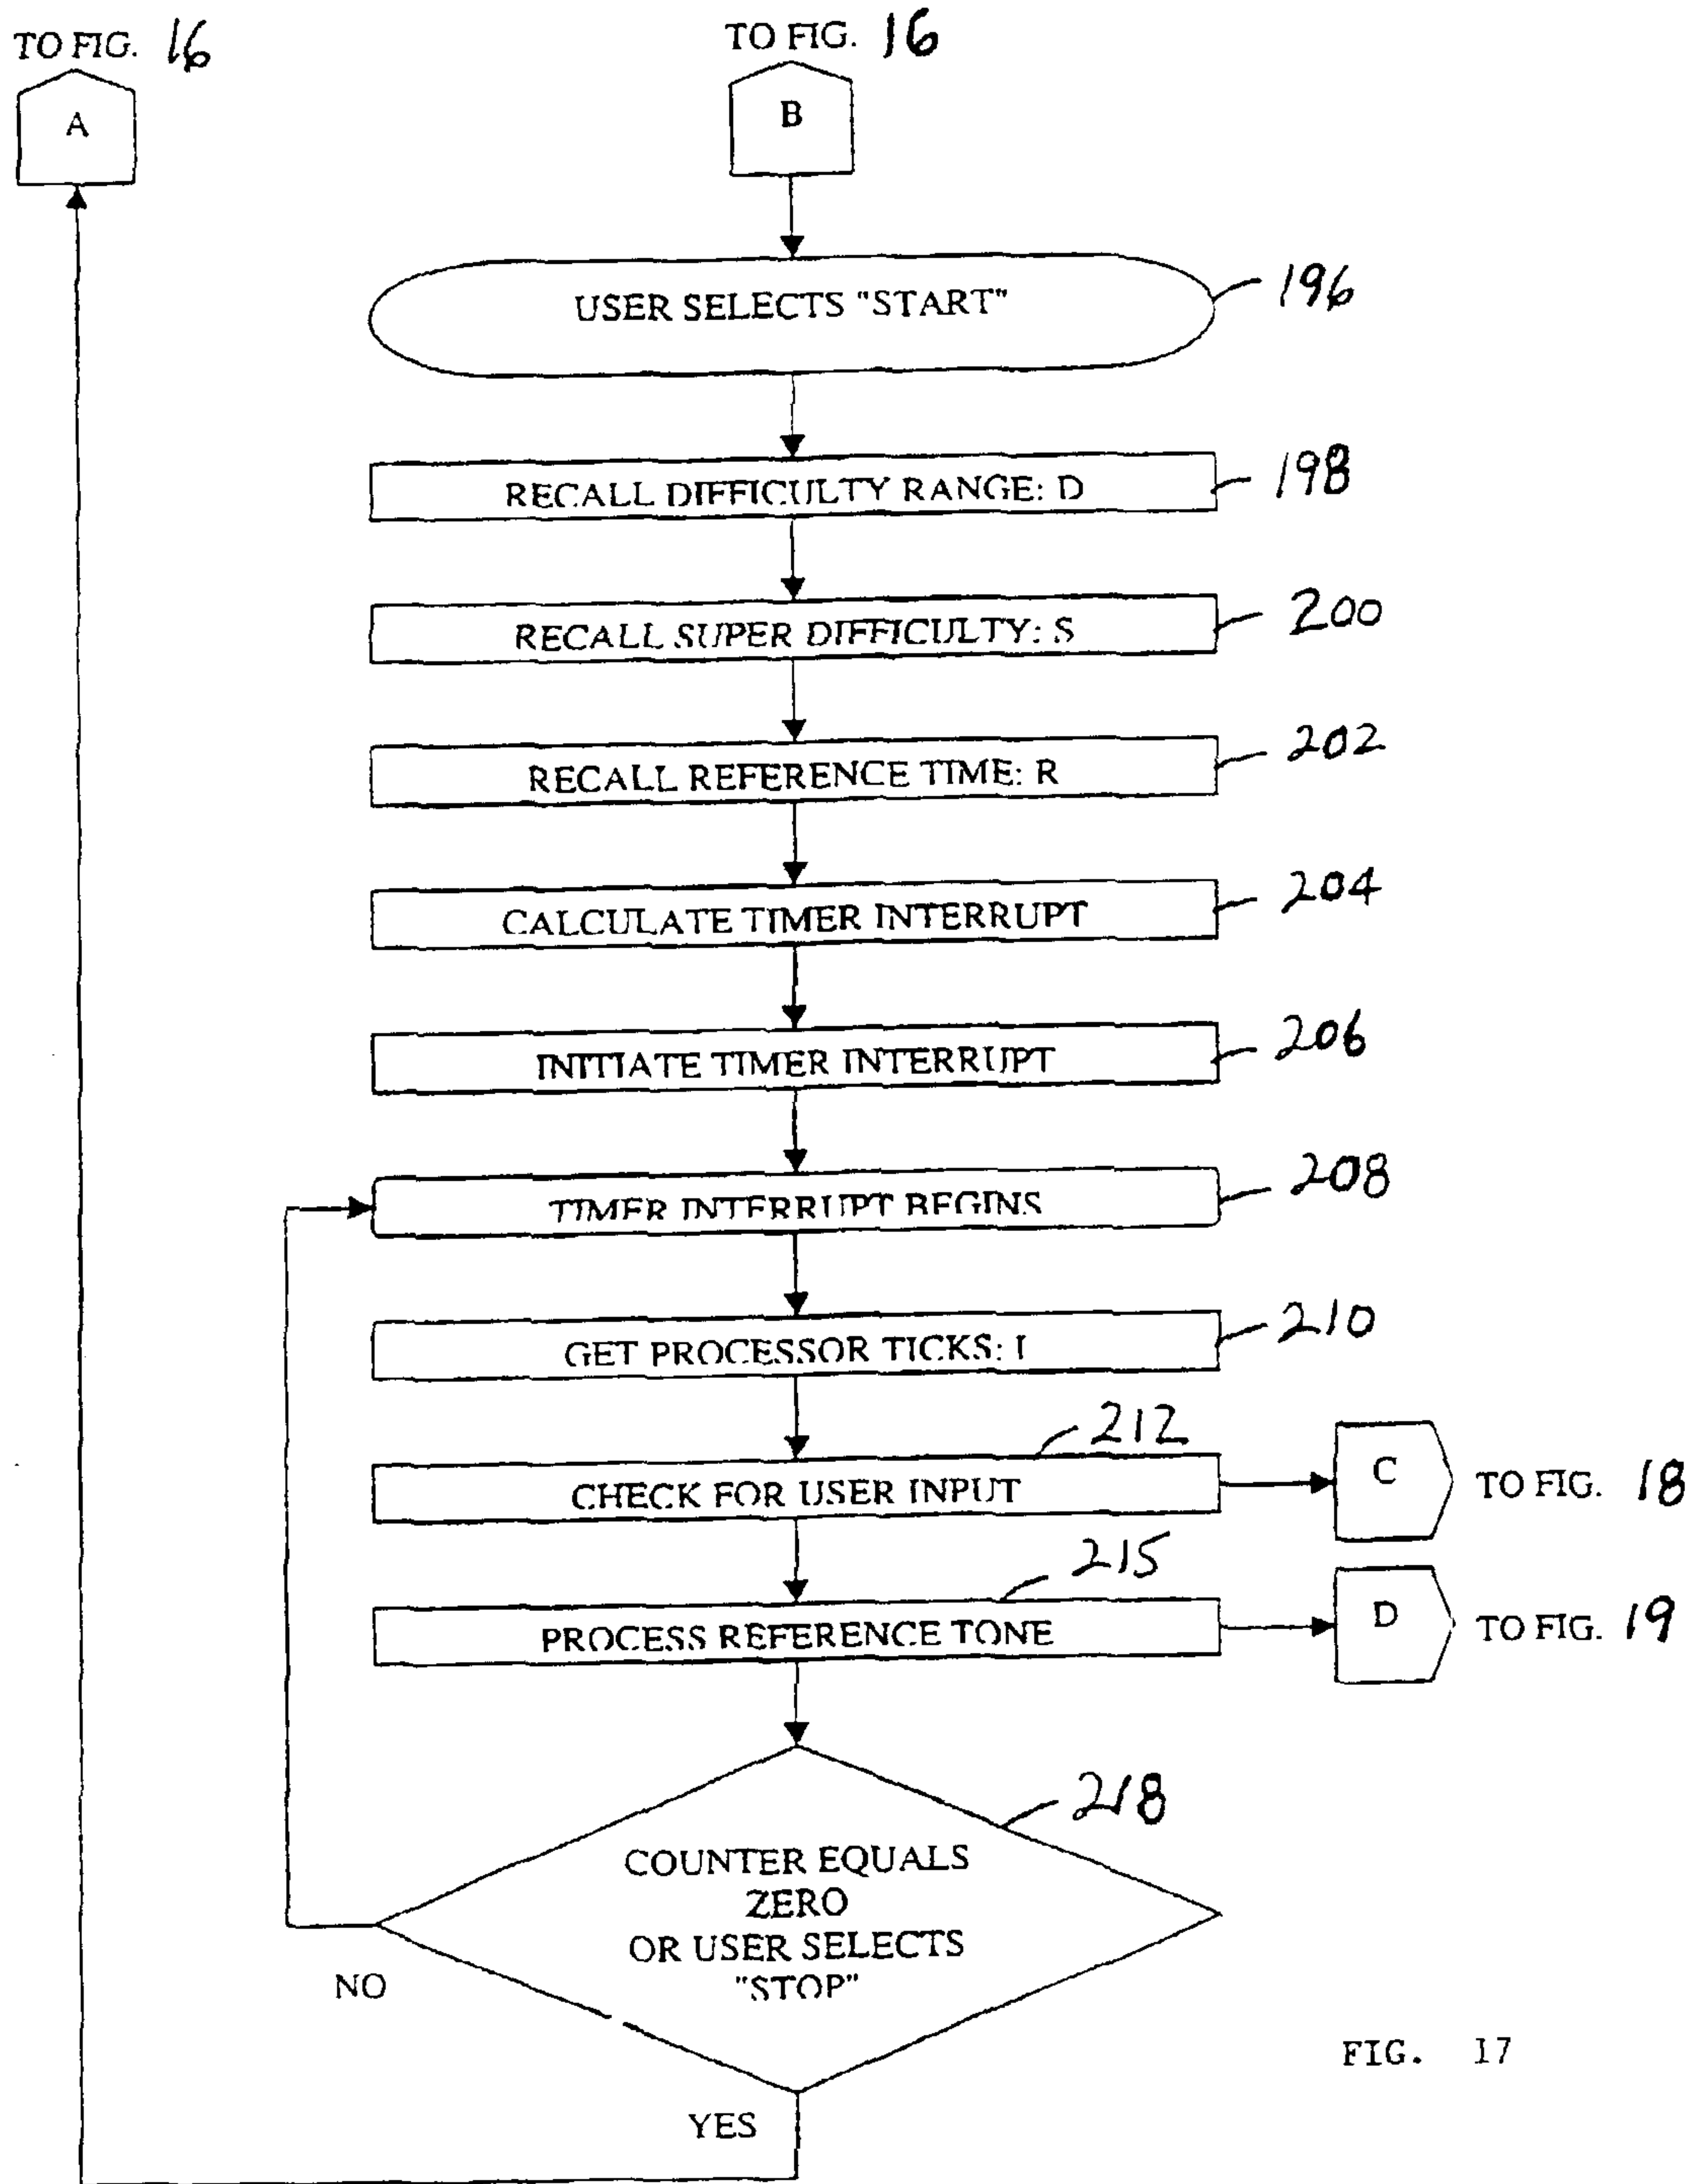 TO FIG. 16
TO FIG. 16
A
B
USER SELECTS "START"
196
RECALL DIFFICULTY RANGE: D
198
RECALL SUPER DIFFICULTY: S
200
RECALL REFERENCE TIME: R
202
CALCULATE TIMER INTERRUPT
204
INITIATE TIMER INTERRUPT
206
TIMER INTERRUPT BEGINS
208
GET PROCESSOR TICKS: I
210
212
CHECK FOR USER INPUT
C
TO FIG. 18
215
PROCESS REFERENCE TONE
D
TO FIG. 19
218
COUNTER EQUALS
ZERO
OR USER SELECTS
"STOP"
NO
YES
FIG. 17